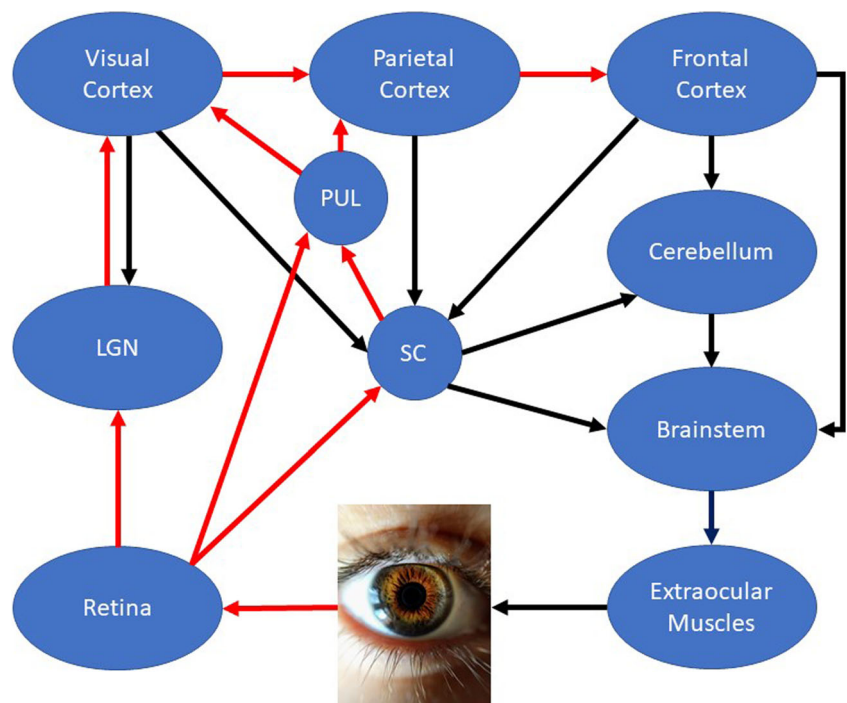 Visual
Cortex
Parietal
Cortex
Frontal
Cortex
PUL
Cerebellum
LGN
SC
Brainstem
Retina
Extraocular
Muscles